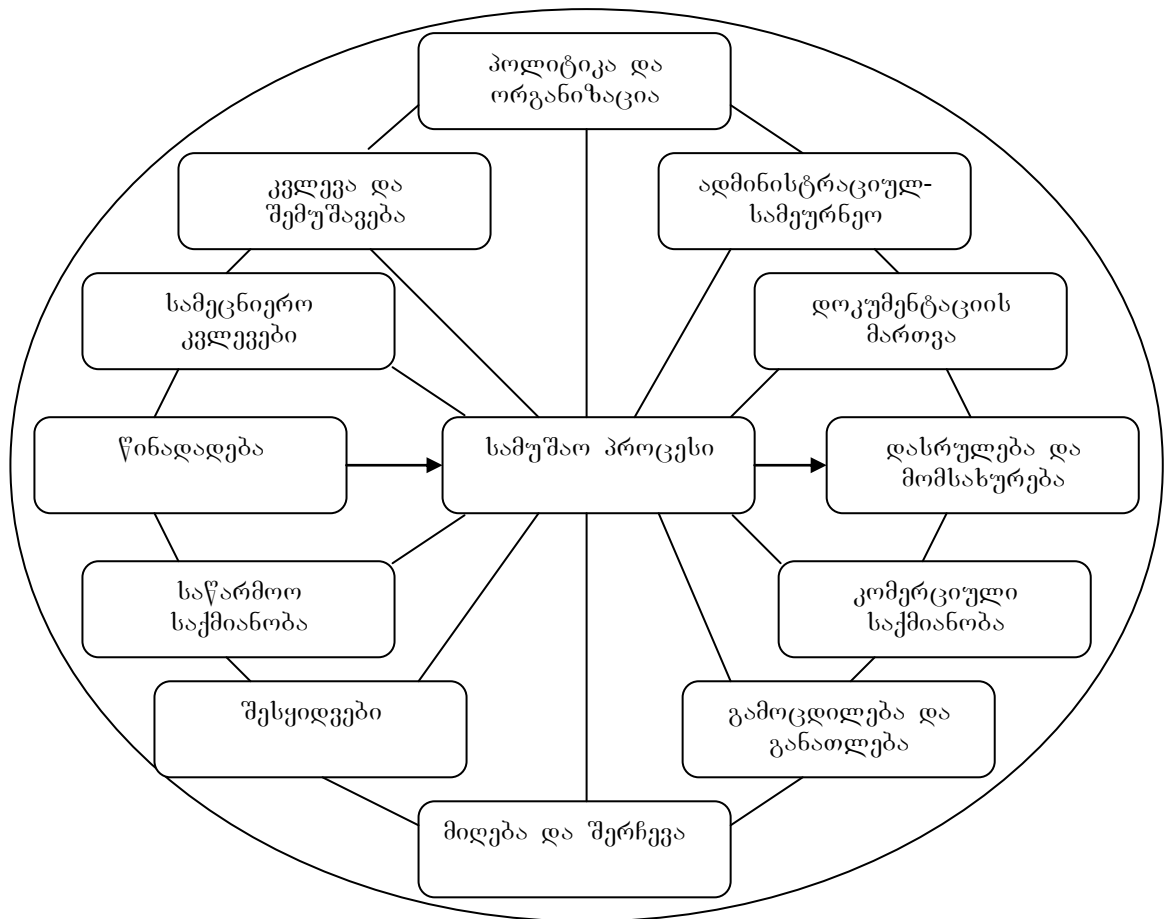 პოლიტიკა და
ორგანიზაცია
კვლევა და
შემუშავება
ადმინისტრაციულ-
სამეურნეო
სამეცნიერო
კვლევები
დოკუმენტაციის
მართვა
წინადადება
სამუშაო პროცესი
დასრულება და
მომსახურება
საწარმოო
საქმიანობა
კომერციული
საქმიანობა
შესყიდვები
გამოცდილება და
განათლება
მიღება და შერჩევა